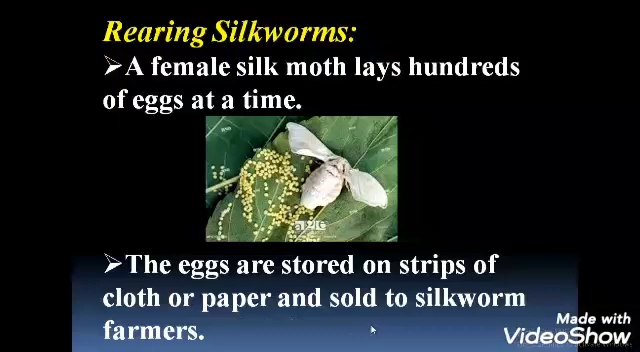 Rearing Silkworms:
➢A female silk moth lays hundreds
of eggs at a time.
➢The eggs are stored on strips of
cloth or paper and sold to silkworm
farmers.
Made with
VideoShow